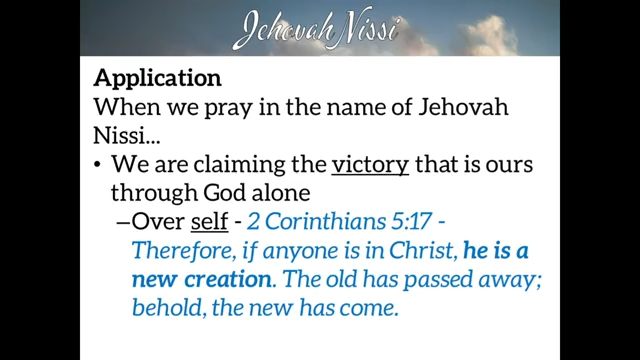 Jehovah Nissi
Application
When we pray in the name of Jehovah
Nissi...
• We are claiming the victory that is ours
through God alone
–Over self - 2 Corinthians 5:17 -
Therefore, if anyone is in Christ, he is a
new creation. The old has passed away;
behold, the new has come.